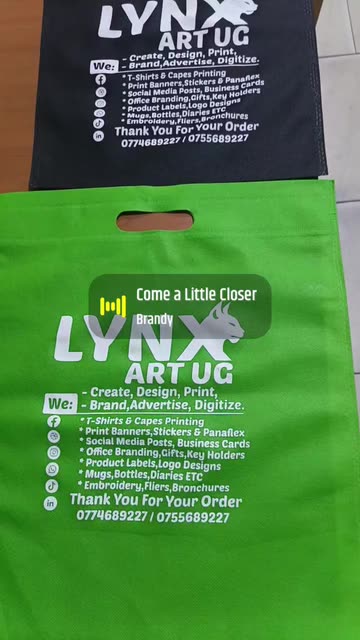 LYNX
ART UG
- Create, Design, Print,
We: - Brand,Advertise, Digitize.
* T-Shirts & Capes Printing
* Print Banners,Stickers & Panaflex
* Social Media Posts, Business Cards
* Office Branding,Gifts,Key Holders
* Product Labels,Logo Designs
* Mugs,Bottles,Diaries ETC
* Embroidery,Fliers,Bronchures
Thank You For Your Order
0774689227 / 0755689227
Come a Little Closer
Brandy
LYNX
ART UG
- Create, Design, Print,
We: - Brand,Advertise, Digitize.
* T-Shirts & Capes Printing
* Print Banners,Stickers & Panaflex
* Social Media Posts, Business Cards
* Office Branding,Gifts,Key Holders
* Product Labels,Logo Designs
* Mugs,Bottles,Diaries ETC
* Embroidery,Fliers,Bronchures
Thank You For Your Order
0774689227 / 0755689227